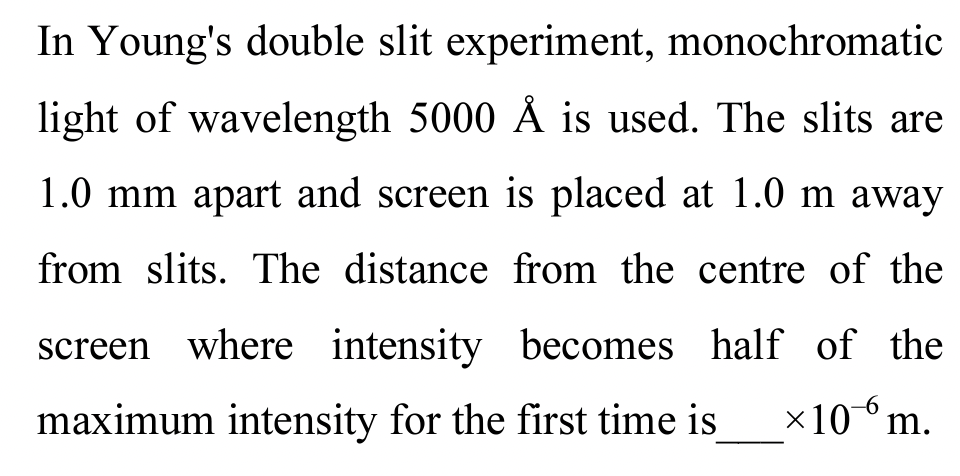 In Young's double slit experiment, monochromatic
light of wavelength 5000 Å is used. The slits are
1.0 mm apart and screen is placed at 1.0 m away
from slits. The distance from the centre of the
screen where intensity becomes half of the
maximum intensity for the first time is___×10⁻⁶ m.